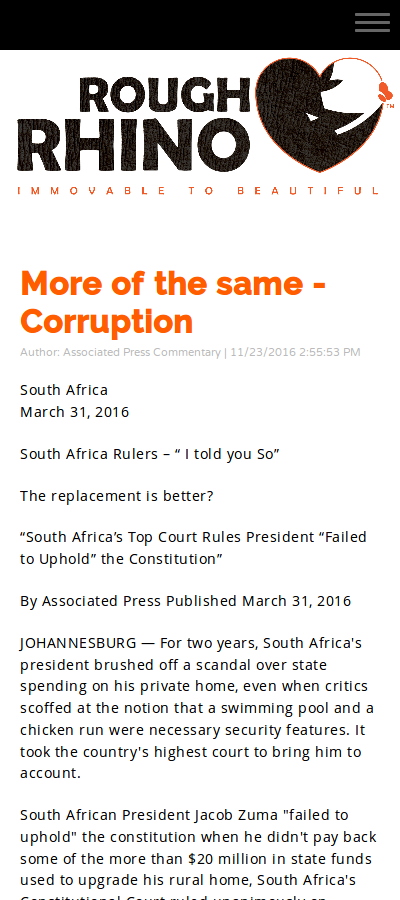 ROUGH
RHINO
TM
IMMOVABLE TO BEAUTIFUL
More of the same -
Corruption
Author: Associated Press Commentary | 11/23/2016 2:55:53 PM
South Africa
March 31, 2016
South Africa Rulers – “ I told you So”
The replacement is better?
“South Africa’s Top Court Rules President “Failed
to Uphold” the Constitution”
By Associated Press Published March 31, 2016
JOHANNESBURG — For two years, South Africa's
president brushed off a scandal over state
spending on his private home, even when critics
scoffed at the notion that a swimming pool and a
chicken run were necessary security features. It
took the country's highest court to bring him to
account.
South African President Jacob Zuma "failed to
uphold" the constitution when he didn't pay back
some of the more than $20 million in state funds
used to upgrade his rural home, South Africa's
Constitutional Court ruled unanimously on